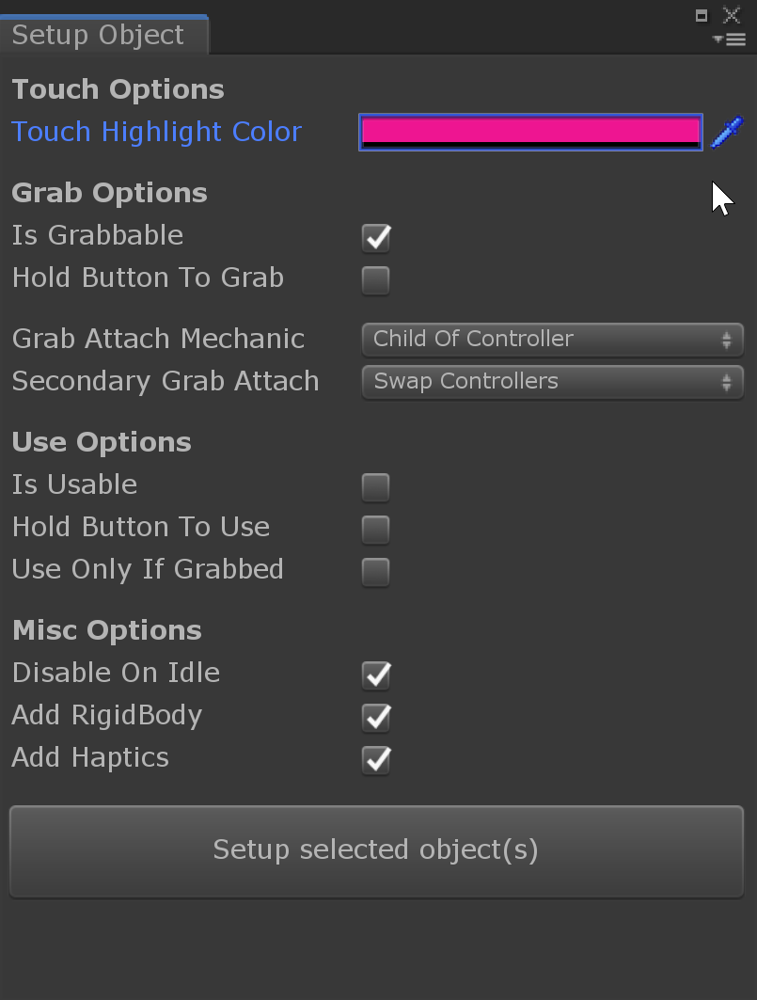 Setup Object
Touch Options
Touch Highlight Color
Grab Options
Is Grabbable
Hold Button To Grab
Grab Attach Mechanic Child Of Controller
Secondary Grab Attach Swap Controllers
Use Options
Is Usable
Hold Button To Use
Use Only If Grabbed
Misc Options
Disable On Idle
Add RigidBody
Add Haptics
Setup selected object(s)